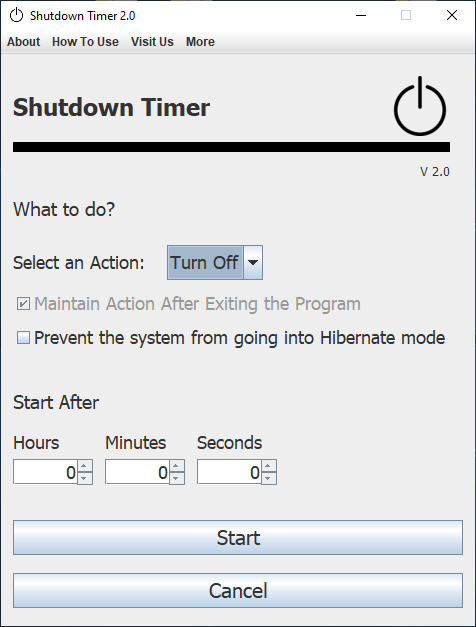 Shutdown Timer 2.0
About How To Use Visit Us More
Shutdown Timer
V 2.0
What to do?
Select an Action: Turn Off
Maintain Action After Exiting the Program
Prevent the system from going into Hibernate mode
Start After
Hours Minutes Seconds
0 0 0
Start
Cancel